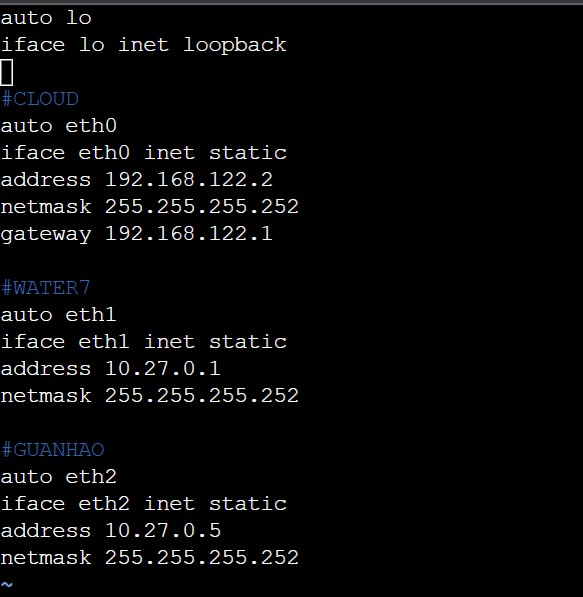 auto lo
iface lo inet loopback
#CLOUD
auto eth0
iface eth0 inet static
address 192.168.122.2
netmask 255.255.255.252
gateway 192.168.122.1
#WATER7
auto eth1
iface eth1 inet static
address 10.27.0.1
netmask 255.255.255.252
#GUANHAO
auto eth2
iface eth2 inet static
address 10.27.0.5
netmask 255.255.255.252
~